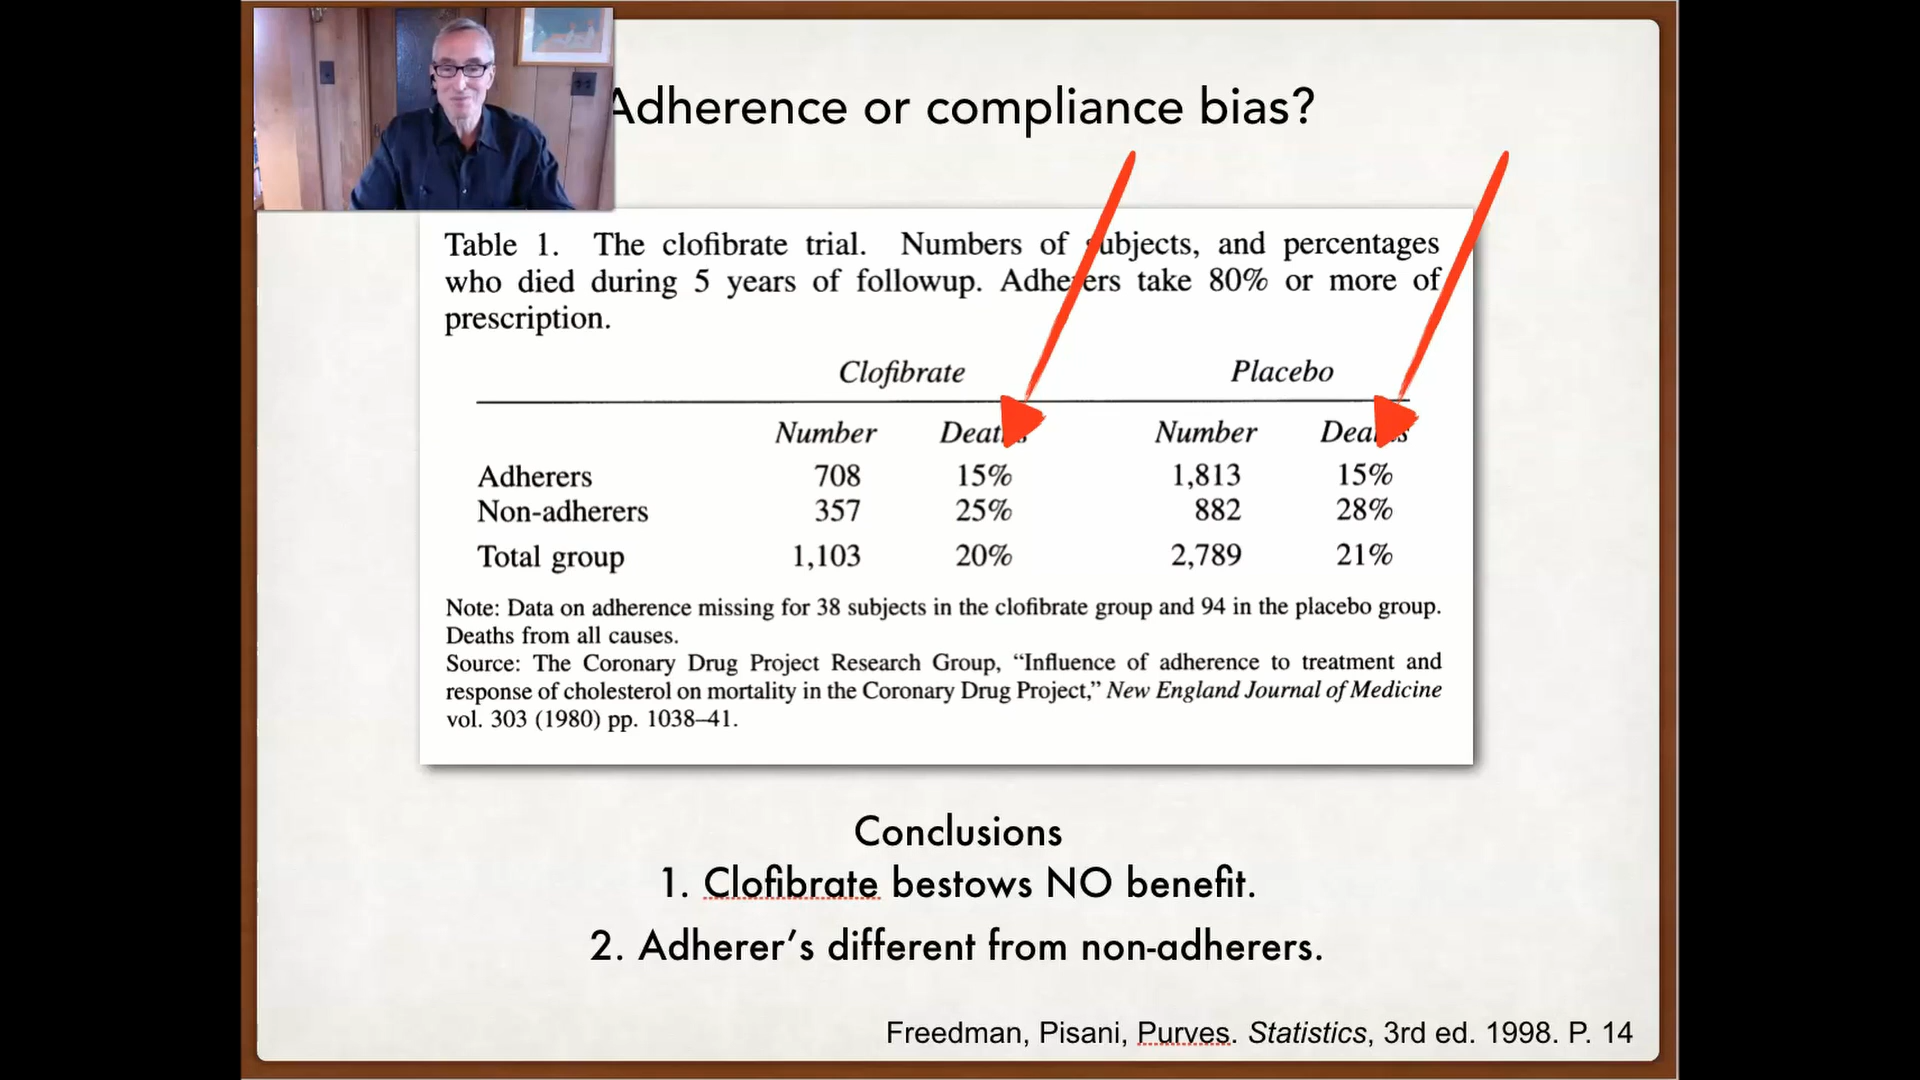 Adherence or compliance bias?
Table 1. The clofibrate trial. Numbers of subjects, and percentages
who died during 5 years of followup. Adherers take 80% or more of
prescription.
Clofibrate Placebo
Number Deaths Number Deaths
Adherers 708 15% 1,813 15%
Non-adherers 357 25% 882 28%
Total group 1,103 20% 2,789 21%
Note: Data on adherence missing for 38 subjects in the clofibrate group and 94 in the placebo group.
Deaths from all causes.
Source: The Coronary Drug Project Research Group, “Influence of adherence to treatment and
response of cholesterol on mortality in the Coronary Drug Project,” New England Journal of Medicine
vol. 303 (1980) pp. 1038–41.
Conclusions
1. Clofibrate bestows NO benefit.
2. Adherer’s different from non-adherers.
Freedman, Pisani, Purves. Statistics, 3rd ed. 1998. P. 14